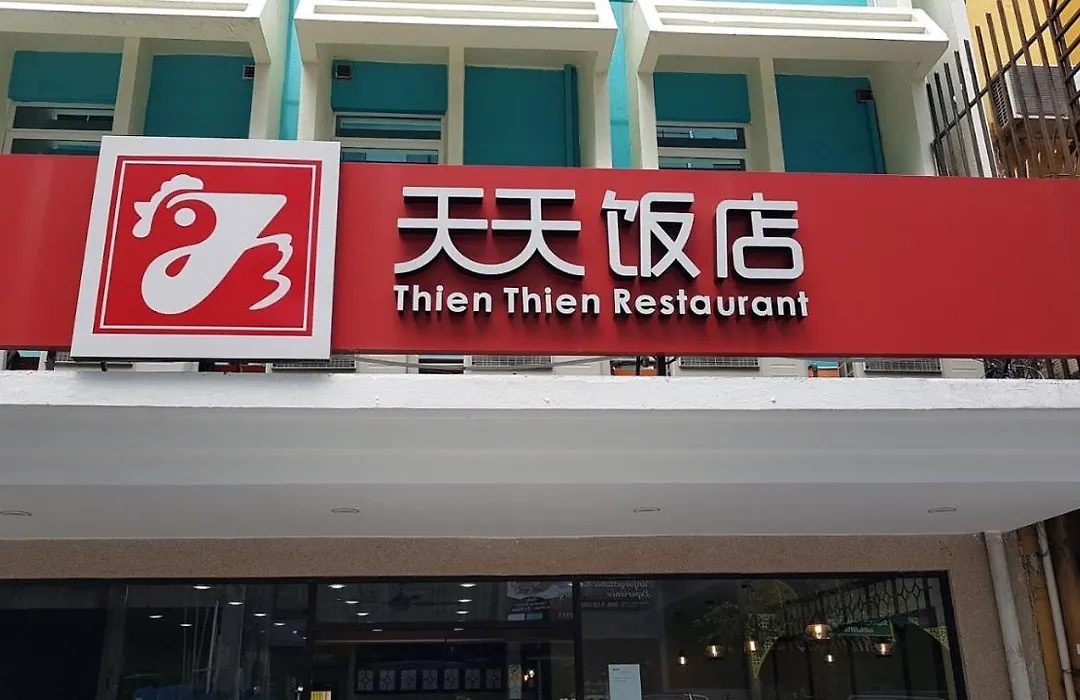 天天饭店
Thien Thien Restaurant